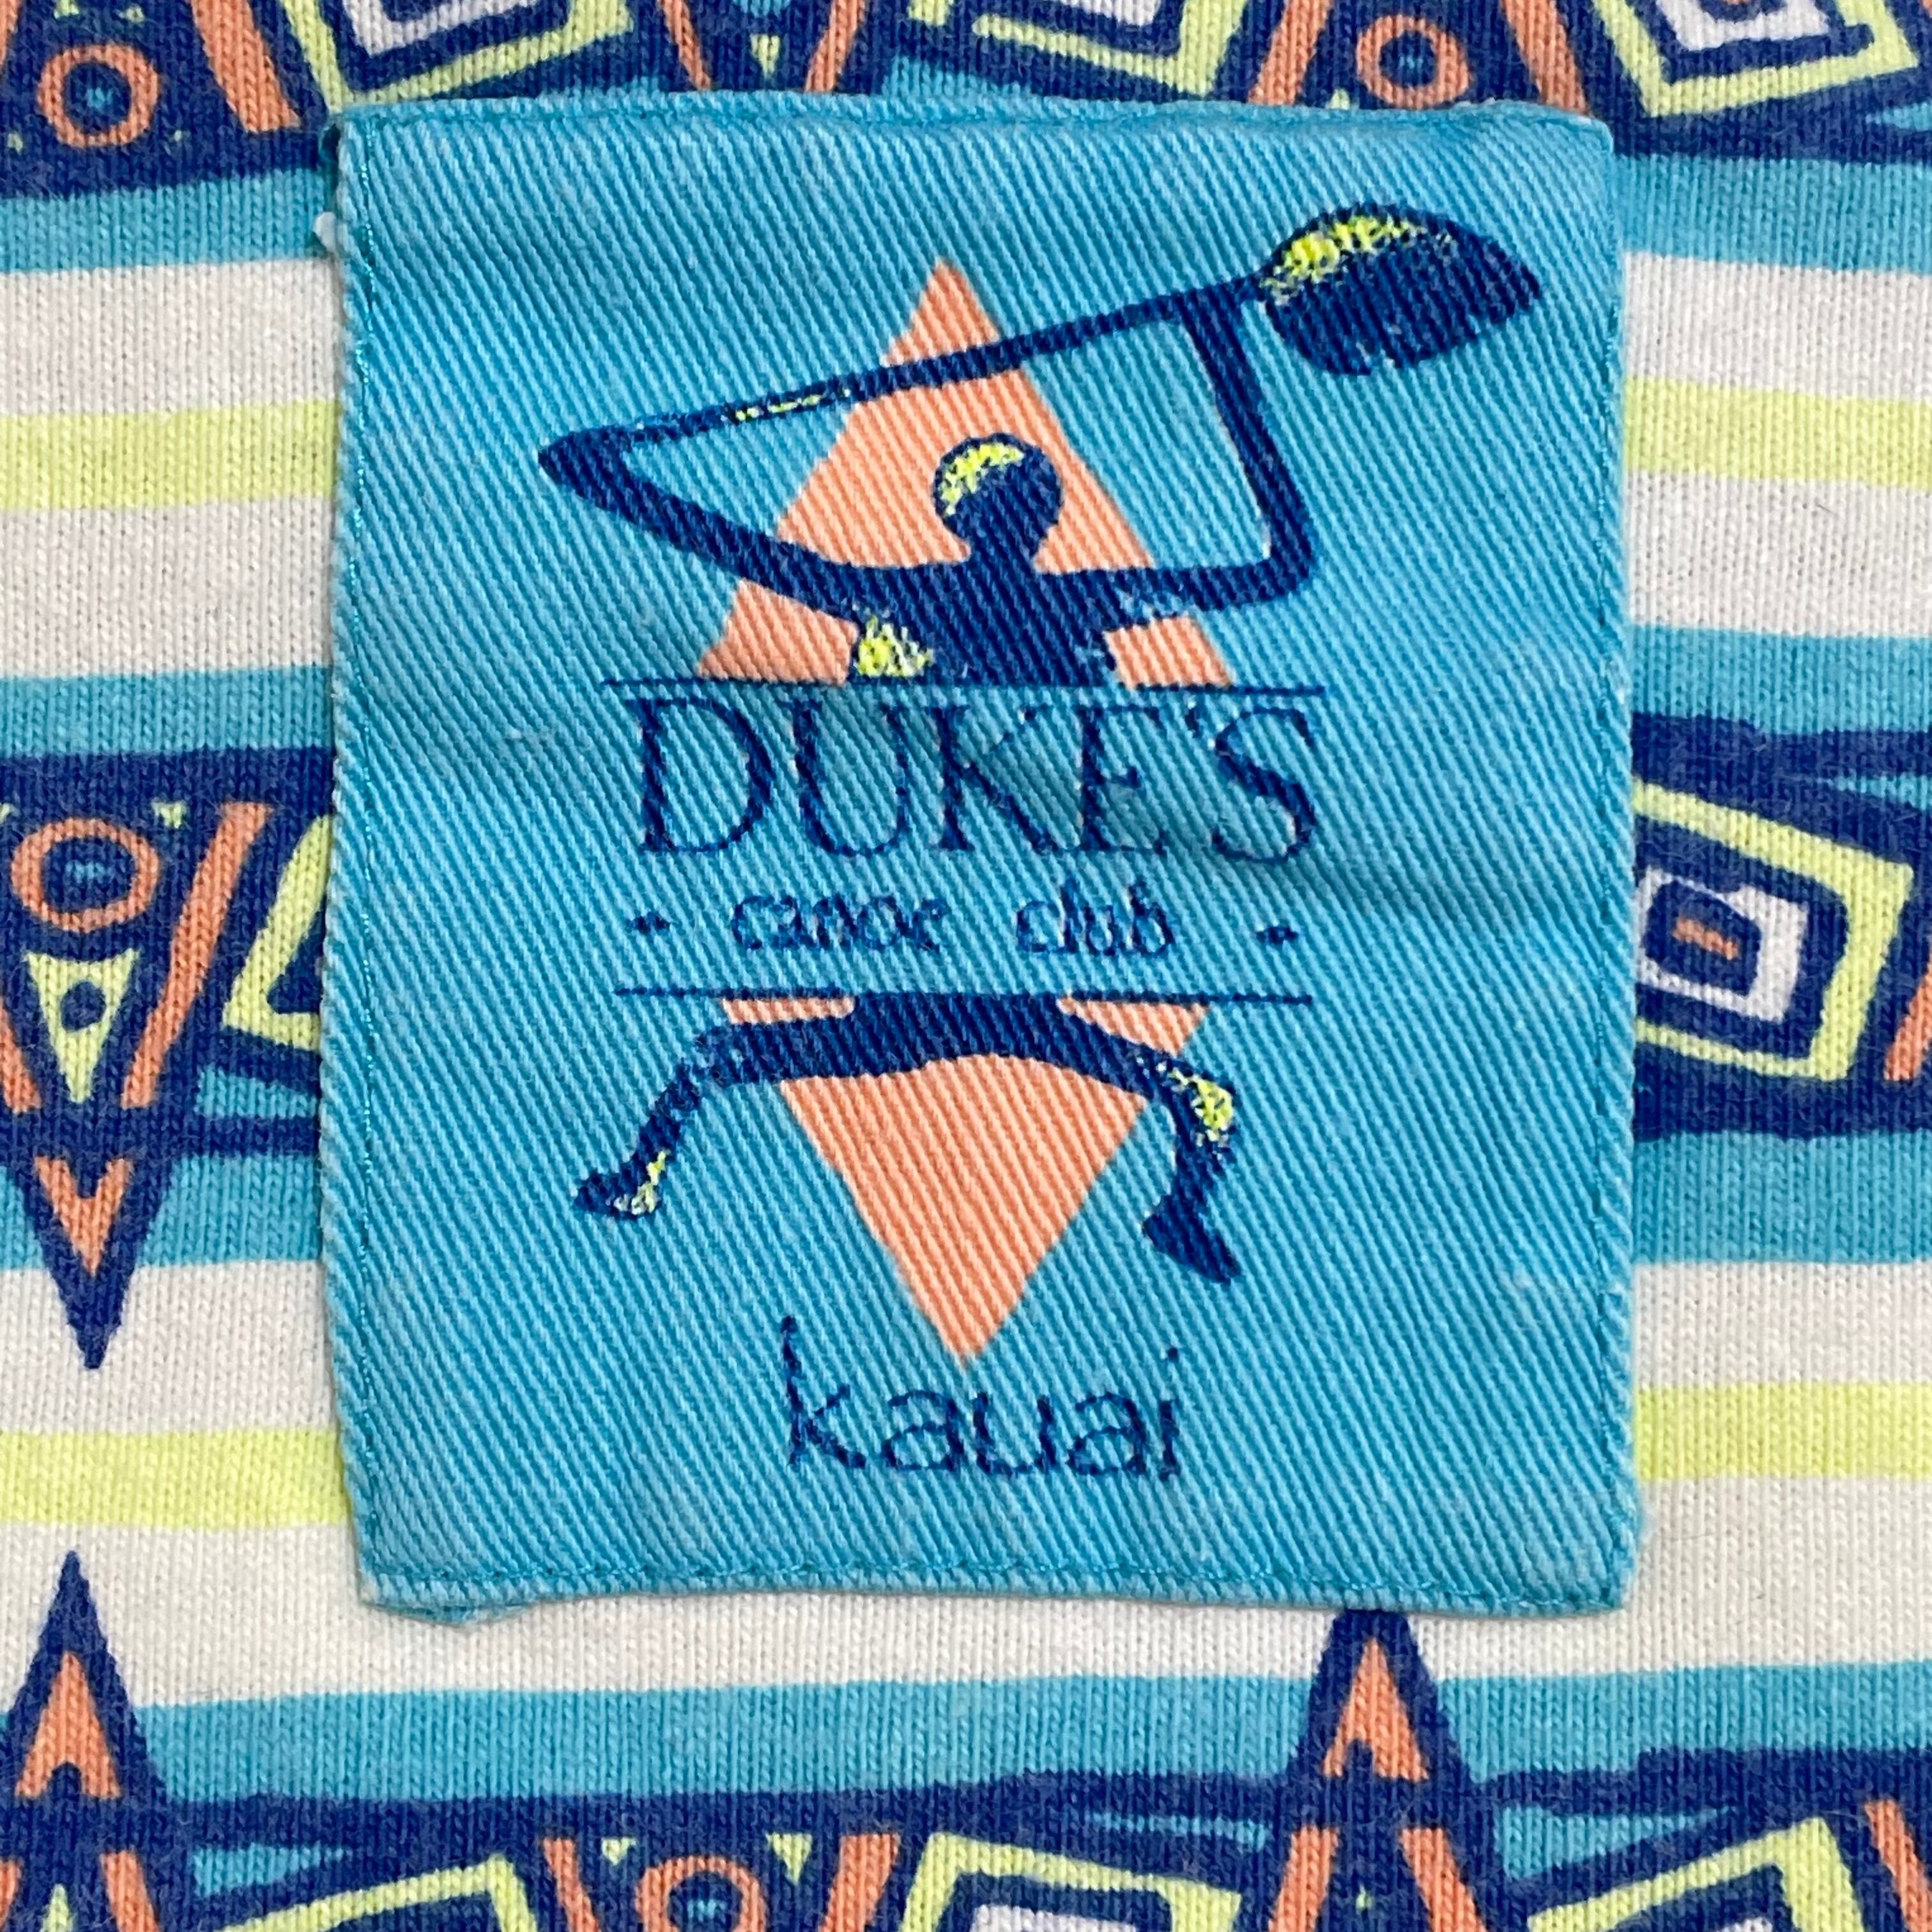 DUKE'S
- canoe club -
kauai